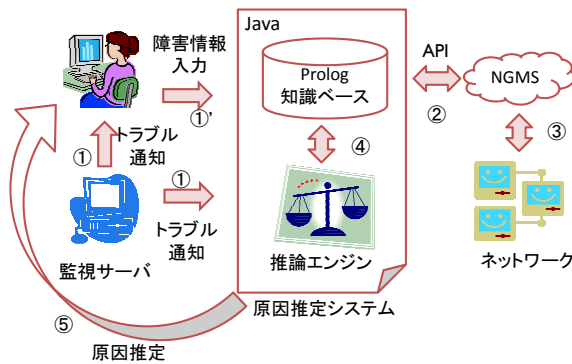 障害情報
入力
①’
Java
Prolog
知識ベース
API
②
NGMS
③
①
トラブル
通知
①
トラブル
通知
④
監視サーバ
推論エンジン
ネットワーク
原因推定システム
⑤
原因推定